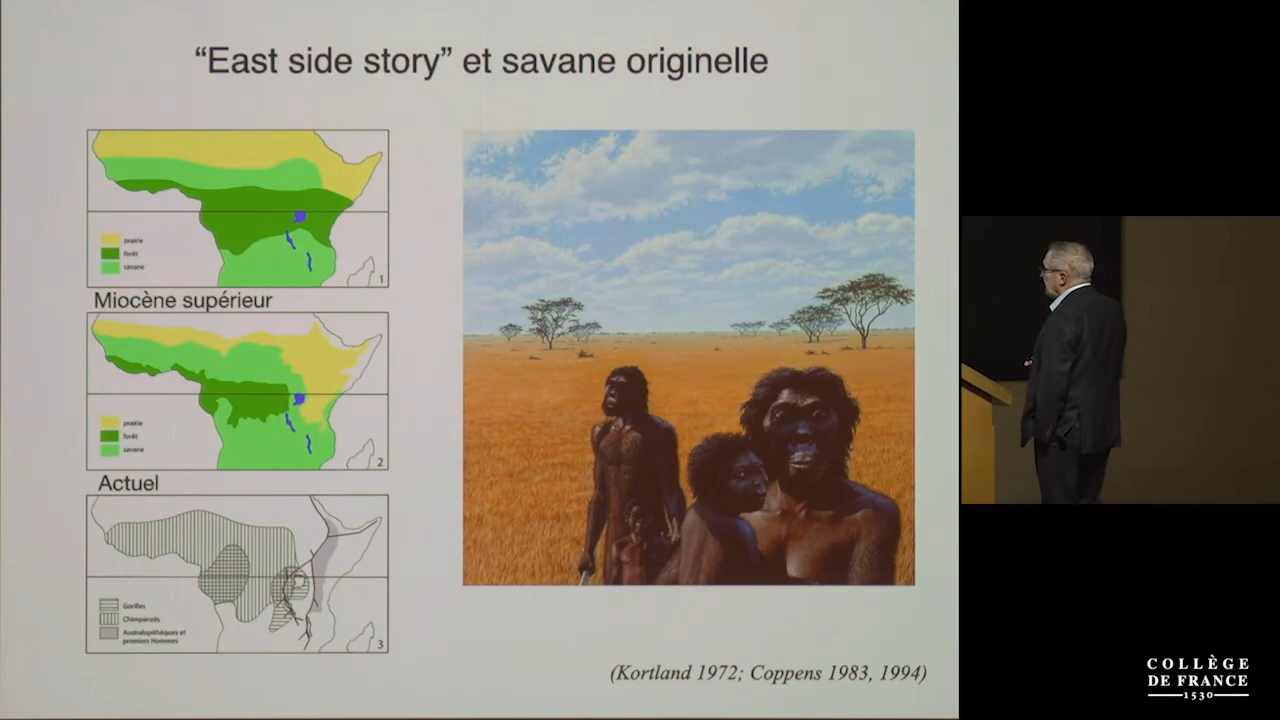 “East side story” et savane originelle
prairie
forêt
savane
1
Miocène supérieur
prairie
forêt
savane
2
Actuel
Gorilles
Chimpanzés
Australopithèques et
premiers Hommes
3
(Kortland 1972; Coppens 1983, 1994)
COLLÈGE
DE FRANCE
1530